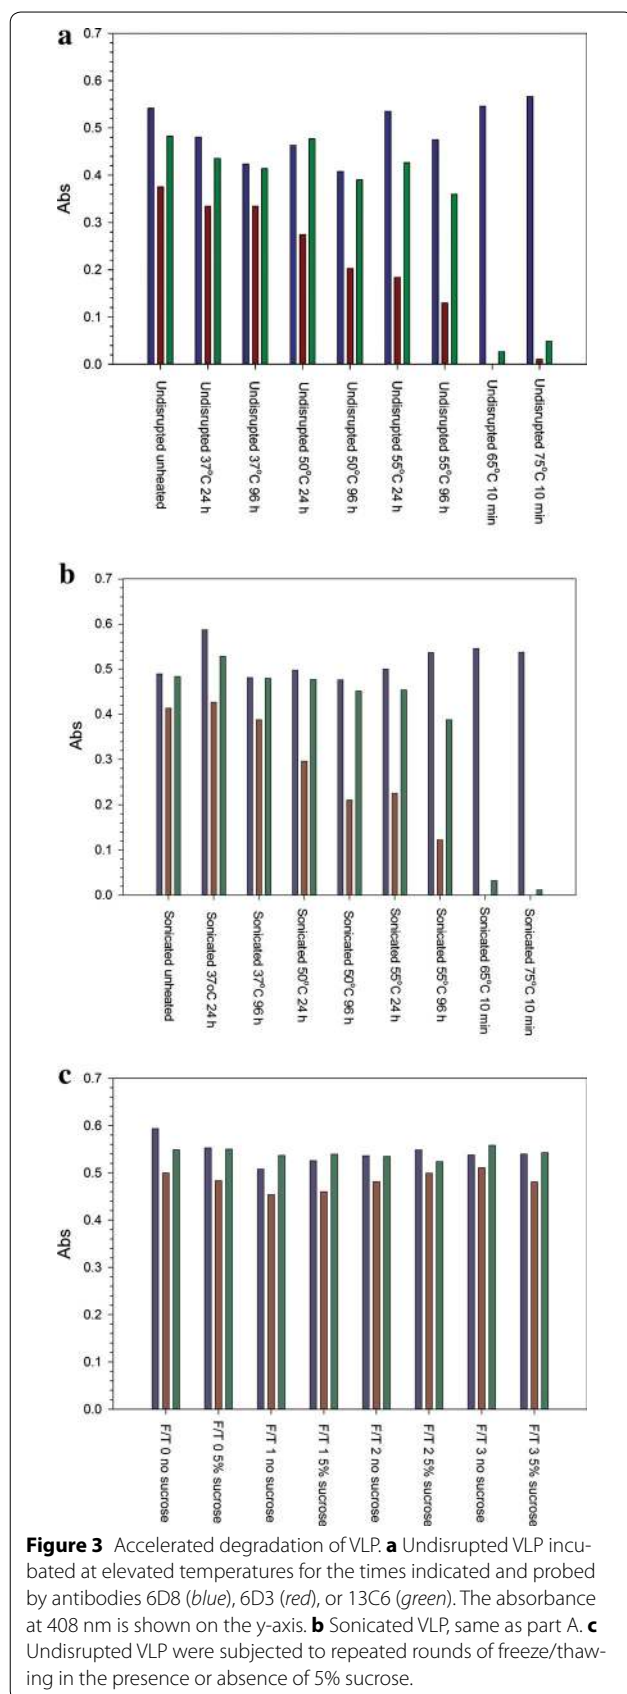 a
0.7
0.6
0.5
0.4
0.3
0.2
0.1
0.0
Abs
Undisrupted unheated
Undisrupted 37°C 24 h
Undisrupted 37°C 96 h
Undisrupted 50°C 24 h
Undisrupted 50°C 96 h
Undisrupted 55°C 24 h
Undisrupted 55°C 96 h
Undisrupted 65°C 10 min
Undisrupted 75°C 10 min
b
0.7
0.6
0.5
0.4
0.3
0.2
0.1
0.0
Abs
Sonicated unheated
Sonicated 37oC 24 h
Sonicated 37°C 96 h
Sonicated 50°C 24 h
Sonicated 50°C 96 h
Sonicated 55°C 24 h
Sonicated 55°C 96 h
Sonicated 65°C 10 min
Sonicated 75°C 10 min
c
0.7
0.6
0.5
0.4
0.3
0.2
0.1
0.0
Abs
F/T 0 no sucrose
F/T 0 5% sucrose
F/T 1 no sucrose
F/T 1 5% sucrose
F/T 2 no sucrose
F/T 2 5% sucrose
F/T 3 no sucrose
F/T 3 5% sucrose
Figure 3 Accelerated degradation of VLP. a Undisrupted VLP incu-
bated at elevated temperatures for the times indicated and probed
by antibodies 6D8 (blue), 6D3 (red), or 13C6 (green). The absorbance
at 408 nm is shown on the y-axis. b Sonicated VLP, same as part A. c
Undisrupted VLP were subjected to repeated rounds of freeze/thaw-
ing in the presence or absence of 5% sucrose.